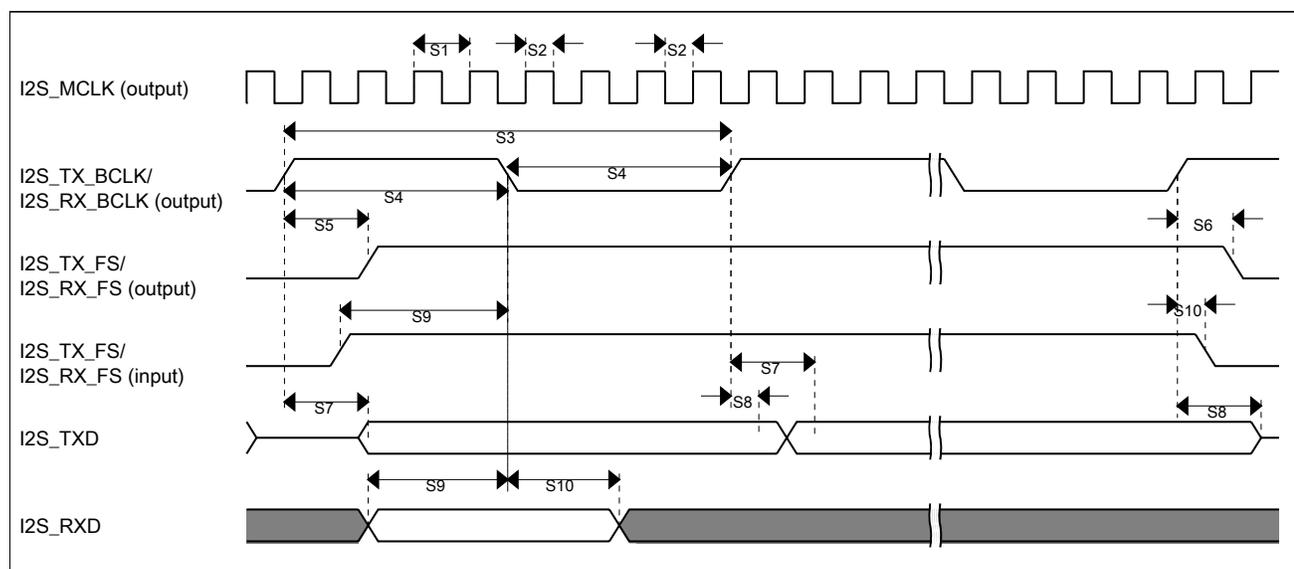 S1 S2 S2
I2S_MCLK (output)
S3
I2S_TX_BCLK/
I2S_RX_BCLK (output)
S4
S4
S5 S6
I2S_TX_FS/
I2S_RX_FS (output)
S9 S10
I2S_TX_FS/
I2S_RX_FS (input)
S7
S7 S8 S8
I2S_TXD
S9 S10
I2S_RXD